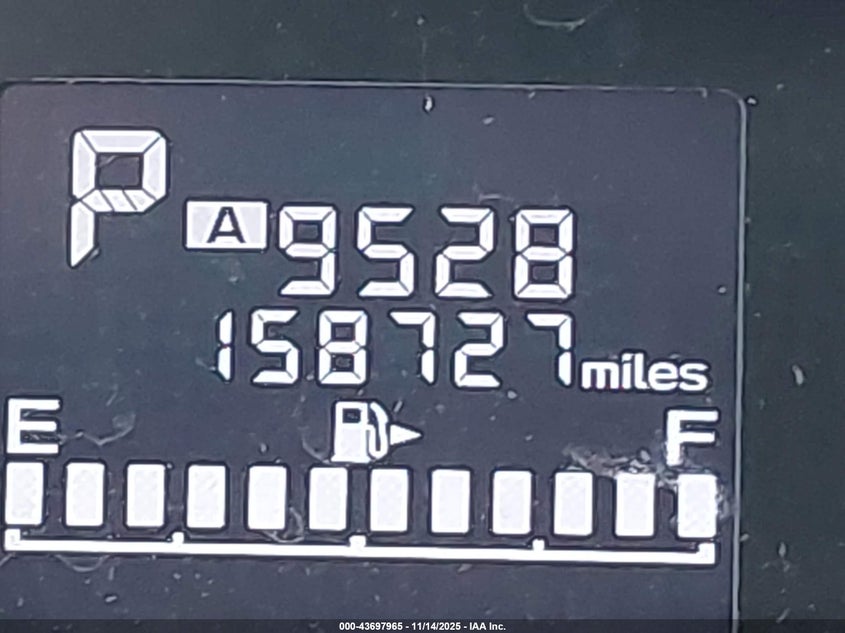 P
A 9528
158727 miles
E F
000-43697965 - 11/14/2025 - IAA Inc.